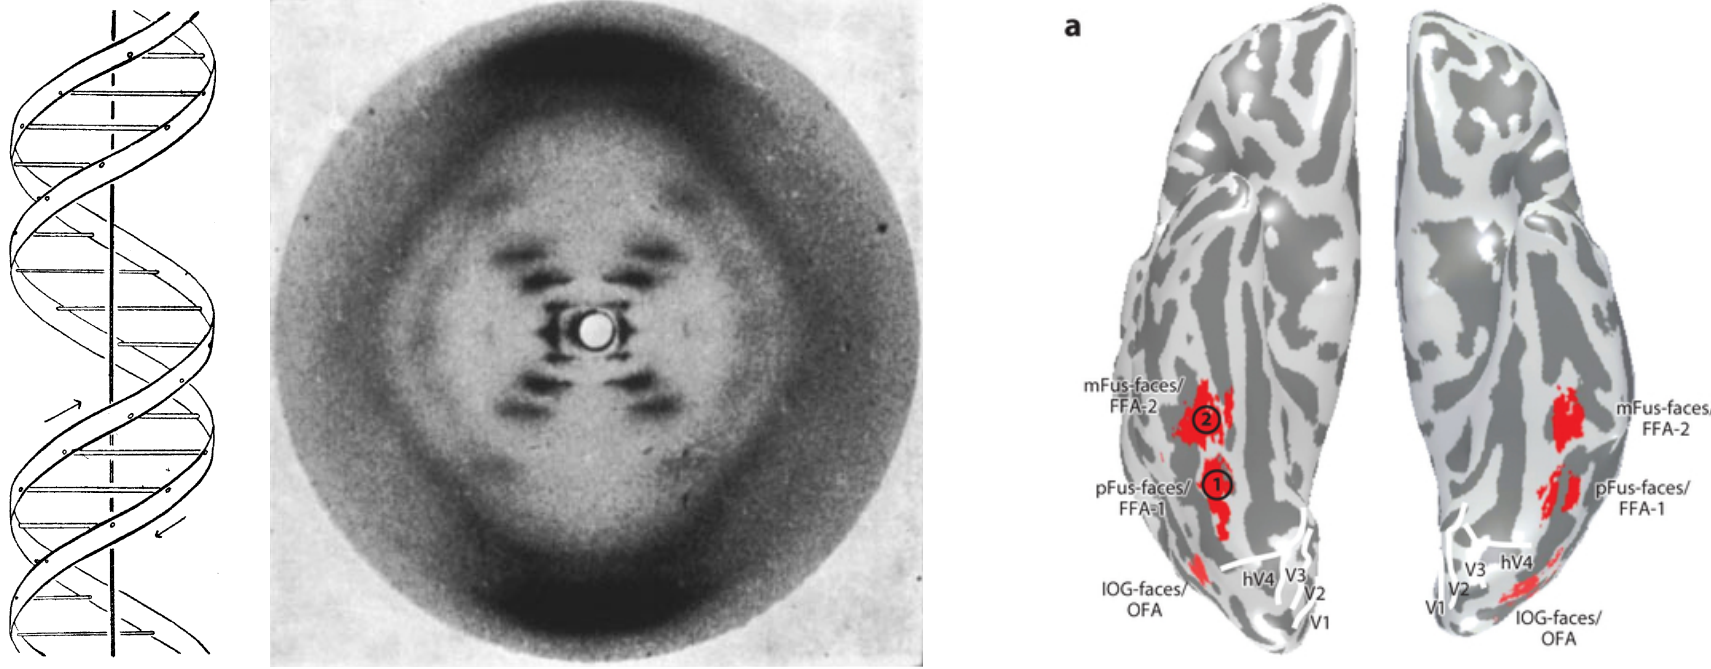 a
mFus-faces/
FFA-2
2
pFus-faces/
FFA-1
1
IOG-faces/
OFA
hV4
V3
V2
V1
mFus-faces/
FFA-2
pFus-faces/
FFA-1
hV4
V3
V2
V1
IOG-faces/
OFA